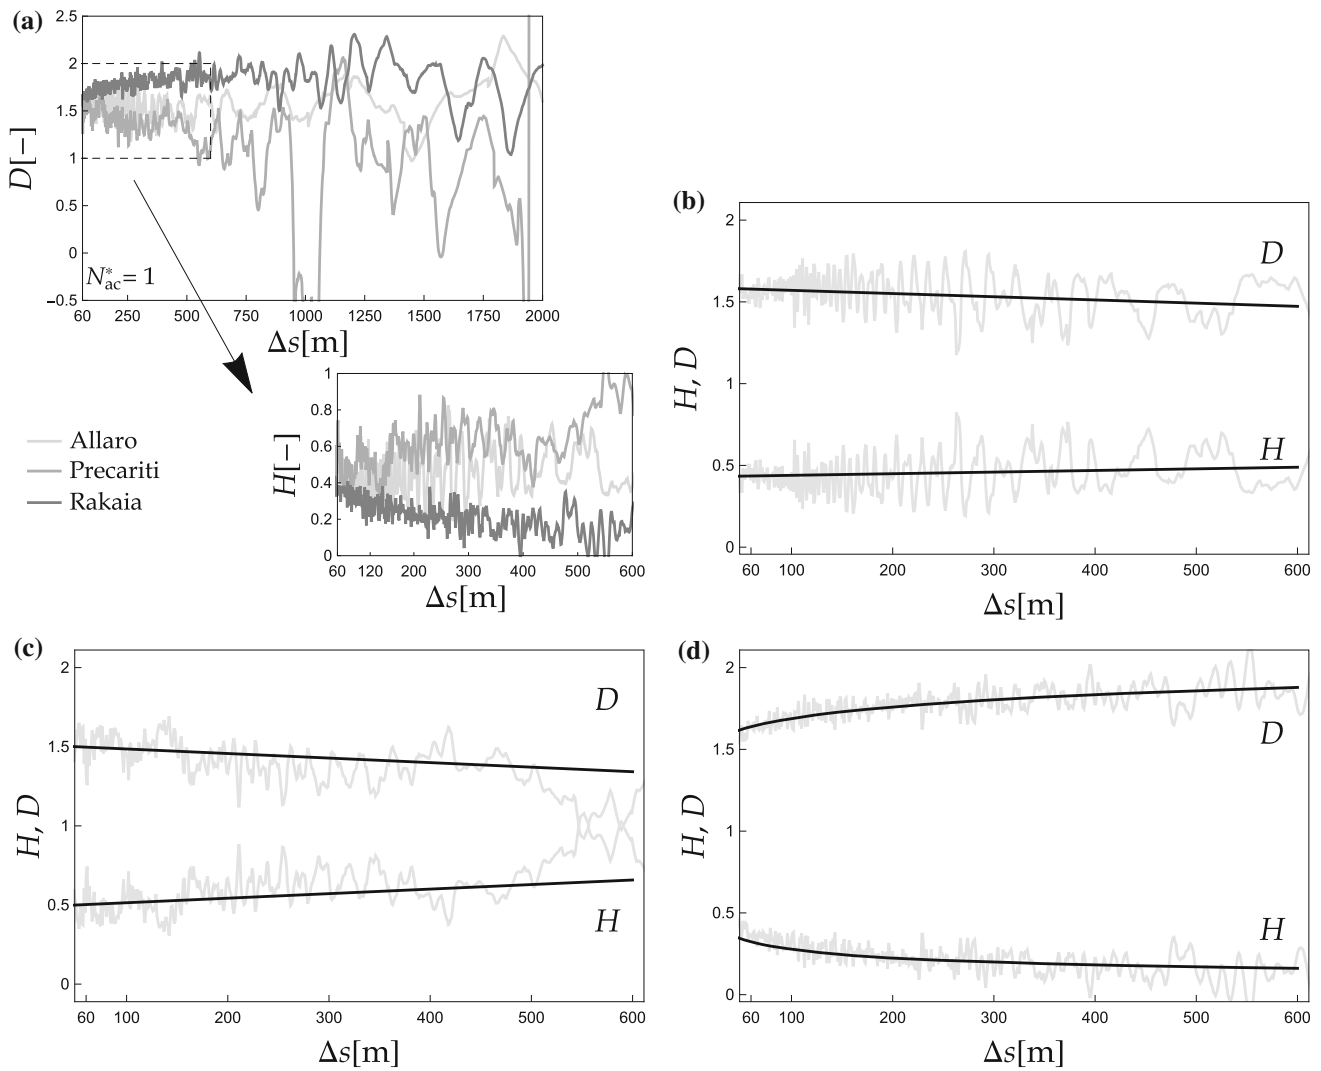 (a)
2.5
2
1.5
1
0.5
0
−0.5
D[−]
N*ac = 1
60 250 500 750 1000 1250 1500 1750 2000
Δs[m]
Allaro
Precariti
Rakaia
1
0.8
0.6
0.4
0.2
0
H[−]
60 120 200 300 400 500 600
Δs[m]
(b)
2
1.5
1
0.5
0
H, D
D
H
60 100 200 300 400 500 600
Δs[m]
(c)
2
1.5
1
0.5
0
H, D
D
H
60 100 200 300 400 500 600
Δs[m]
(d)
2
1.5
1
0.5
0
H, D
D
H
60 100 200 300 400 500 600
Δs[m]